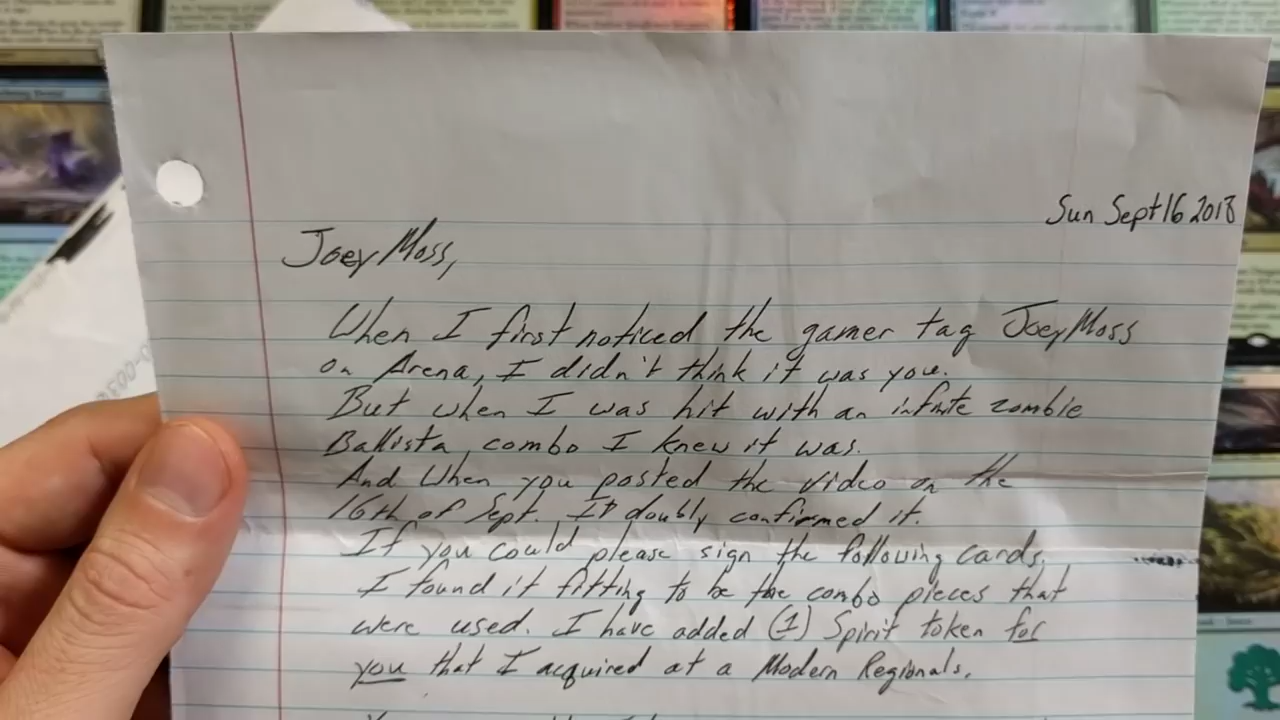 Sun Sept 16 2018
Joey Moss,
When I first noticed the gamer tag JoeyMoss
on Arena, I didn't think it was you.
But when I was hit with an infinite zombie
Ballista combo I knew it was.
And When you posted the video on the
16th of Sept. It doubly confirmed it.
If you could please sign the following cards.
I found it fitting to be the combo pieces that
were used. I have added (1) Spirit token for
you that I acquired at a Modern Regionals.